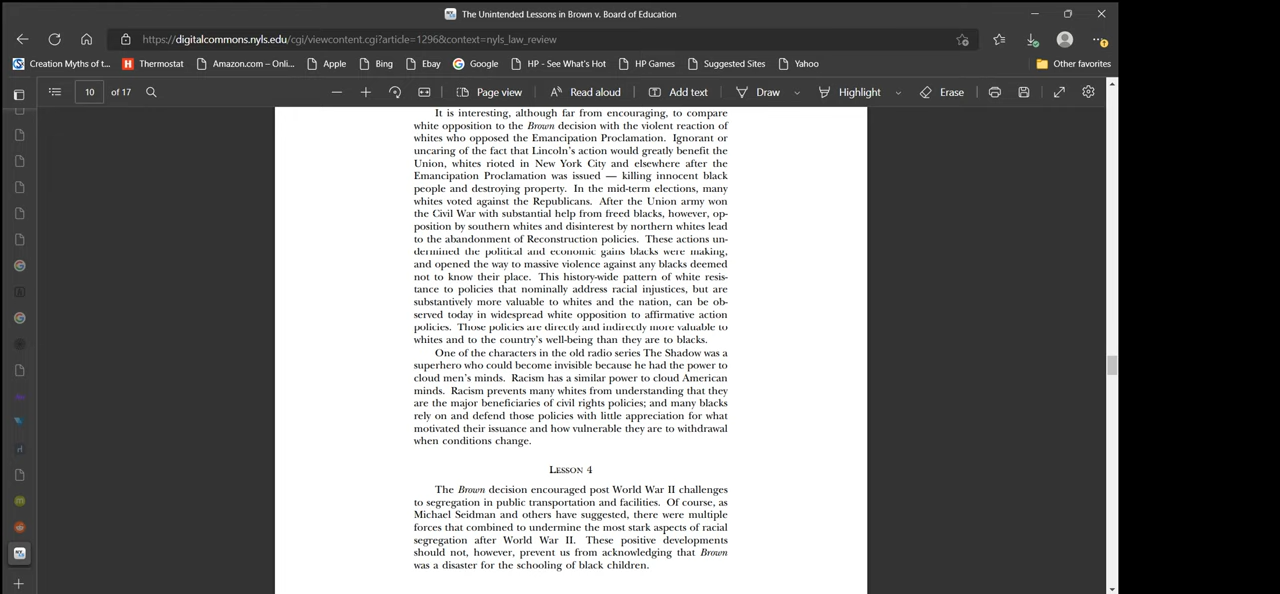 The Unintended Lessons in Brown v. Board of Education
https://digitalcommons.nyls.edu/cgi/viewcontent.cgi?article=1296&context=nyls_law_review
Creation Myths of t... Thermostat Amazon.com – Onli... Apple Bing Ebay Google HP - See What's Hot HP Games Suggested Sites Yahoo Other favorites
10 of 17 Page view Read aloud Add text Draw Highlight Erase
It is interesting, although far from encouraging, to compare
white opposition to the Brown decision with the violent reaction of
whites who opposed the Emancipation Proclamation. Ignorant or
uncaring of the fact that Lincoln's action would greatly benefit the
Union, whites rioted in New York City and elsewhere after the
Emancipation Proclamation was issued — killing innocent black
people and destroying property. In the mid-term elections, many
whites voted against the Republicans. After the Union army won
the Civil War with substantial help from freed blacks, however, op-
position by southern whites and disinterest by northern whites lead
to the abandonment of Reconstruction policies. These actions un-
dermined the political and economic gains blacks were making,
and opened the way to massive violence against any blacks deemed
not to know their place. This history-wide pattern of white resis-
tance to policies that nominally address racial injustices, but are
substantively more valuable to whites and the nation, can be ob-
served today in widespread white opposition to affirmative action
policies. Those policies are directly and indirectly more valuable to
whites and to the country's well-being than they are to blacks.
One of the characters in the old radio series The Shadow was a
superhero who could become invisible because he had the power to
cloud men's minds. Racism has a similar power to cloud American
minds. Racism prevents many whites from understanding that they
are the major beneficiaries of civil rights policies; and many blacks
rely on and defend those policies with little appreciation for what
motivated their issuance and how vulnerable they are to withdrawal
when conditions change.
LESSON 4
The Brown decision encouraged post World War II challenges
to segregation in public transportation and facilities. Of course, as
Michael Seidman and others have suggested, there were multiple
forces that combined to undermine the most stark aspects of racial
segregation after World War II. These positive developments
should not, however, prevent us from acknowledging that Brown
was a disaster for the schooling of black children.